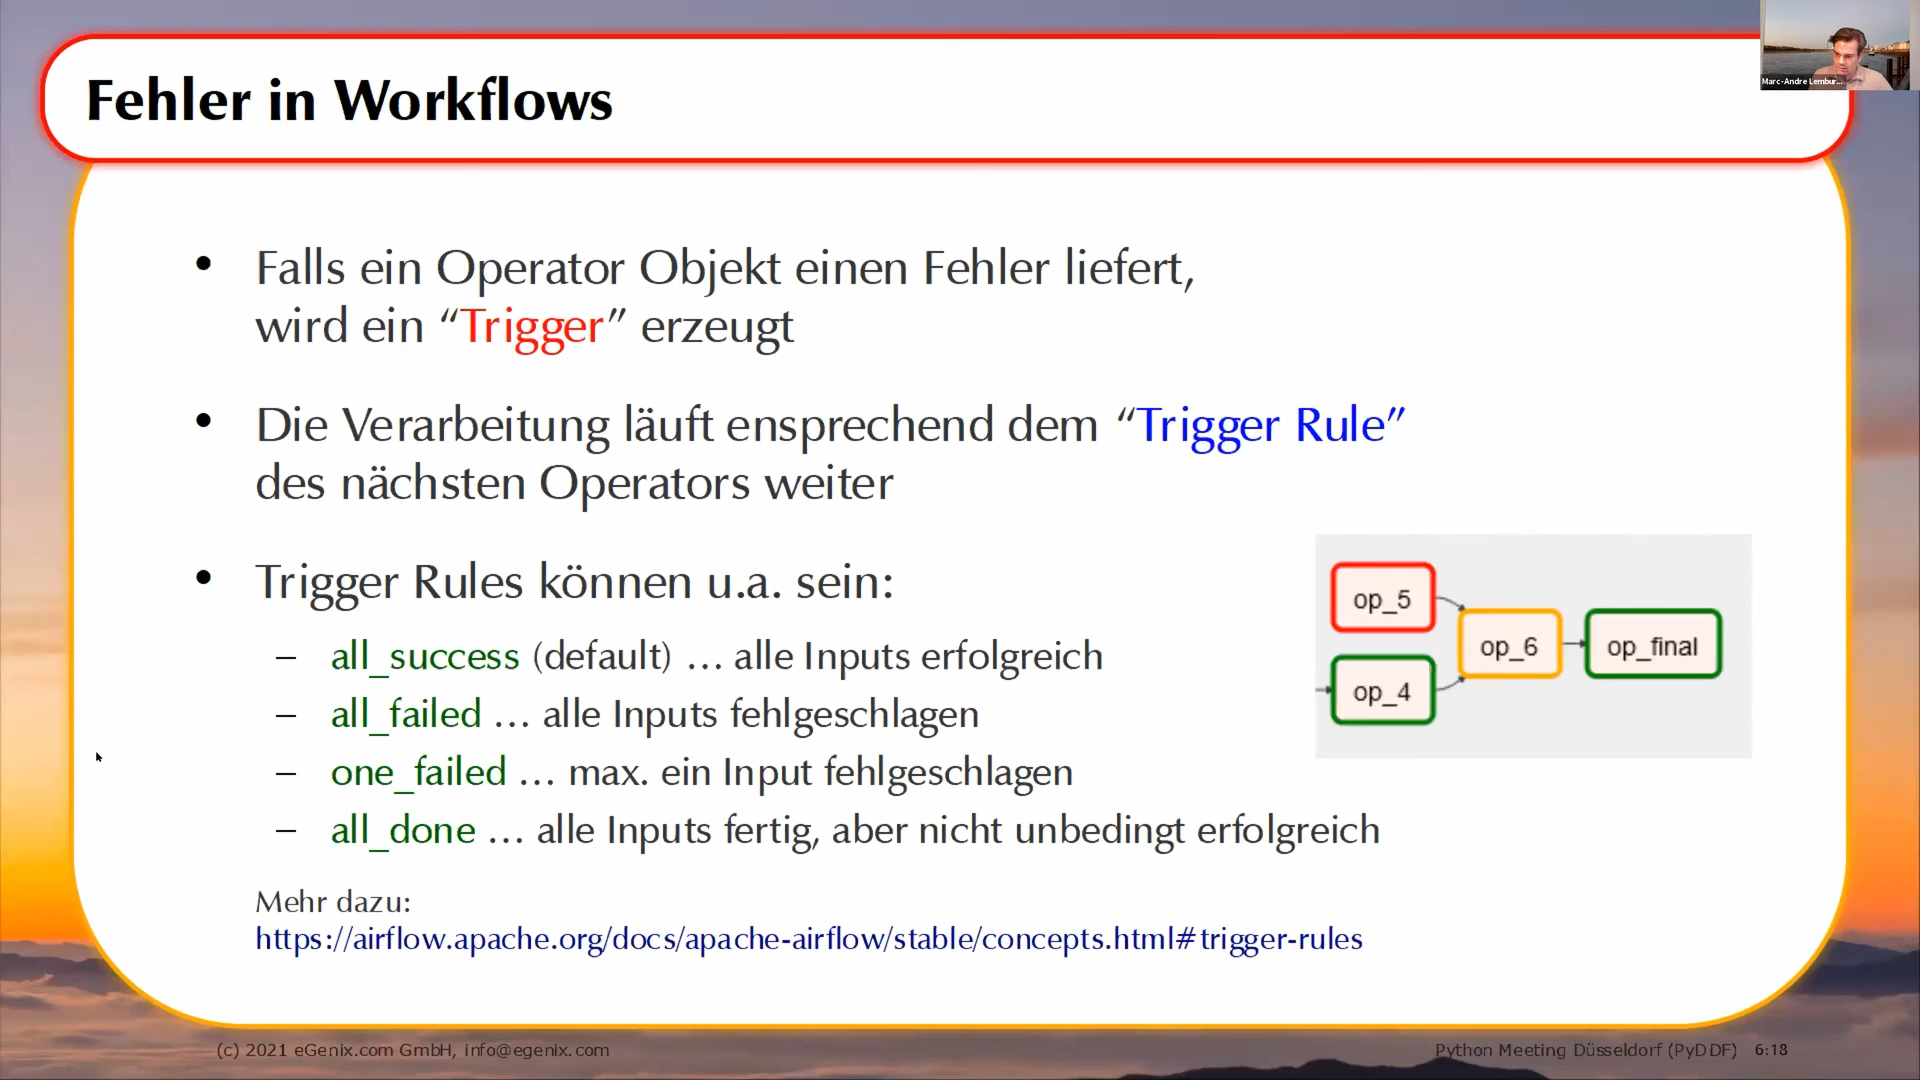 Marc-Andre Lembur...
Fehler in Workflows
• Falls ein Operator Objekt einen Fehler liefert,
wird ein “Trigger” erzeugt
• Die Verarbeitung läuft ensprechend dem “Trigger Rule”
des nächsten Operators weiter
• Trigger Rules können u.a. sein:
– all_success (default) … alle Inputs erfolgreich
– all_failed … alle Inputs fehlgeschlagen
– one_failed … max. ein Input fehlgeschlagen
– all_done … alle Inputs fertig, aber nicht unbedingt erfolgreich
op_5
op_6
op_final
op_4
Mehr dazu:
https://airflow.apache.org/docs/apache-airflow/stable/concepts.html#trigger-rules
(c) 2021 eGenix.com GmbH, info@egenix.com
Python Meeting Düsseldorf (PyDDF) 6:18